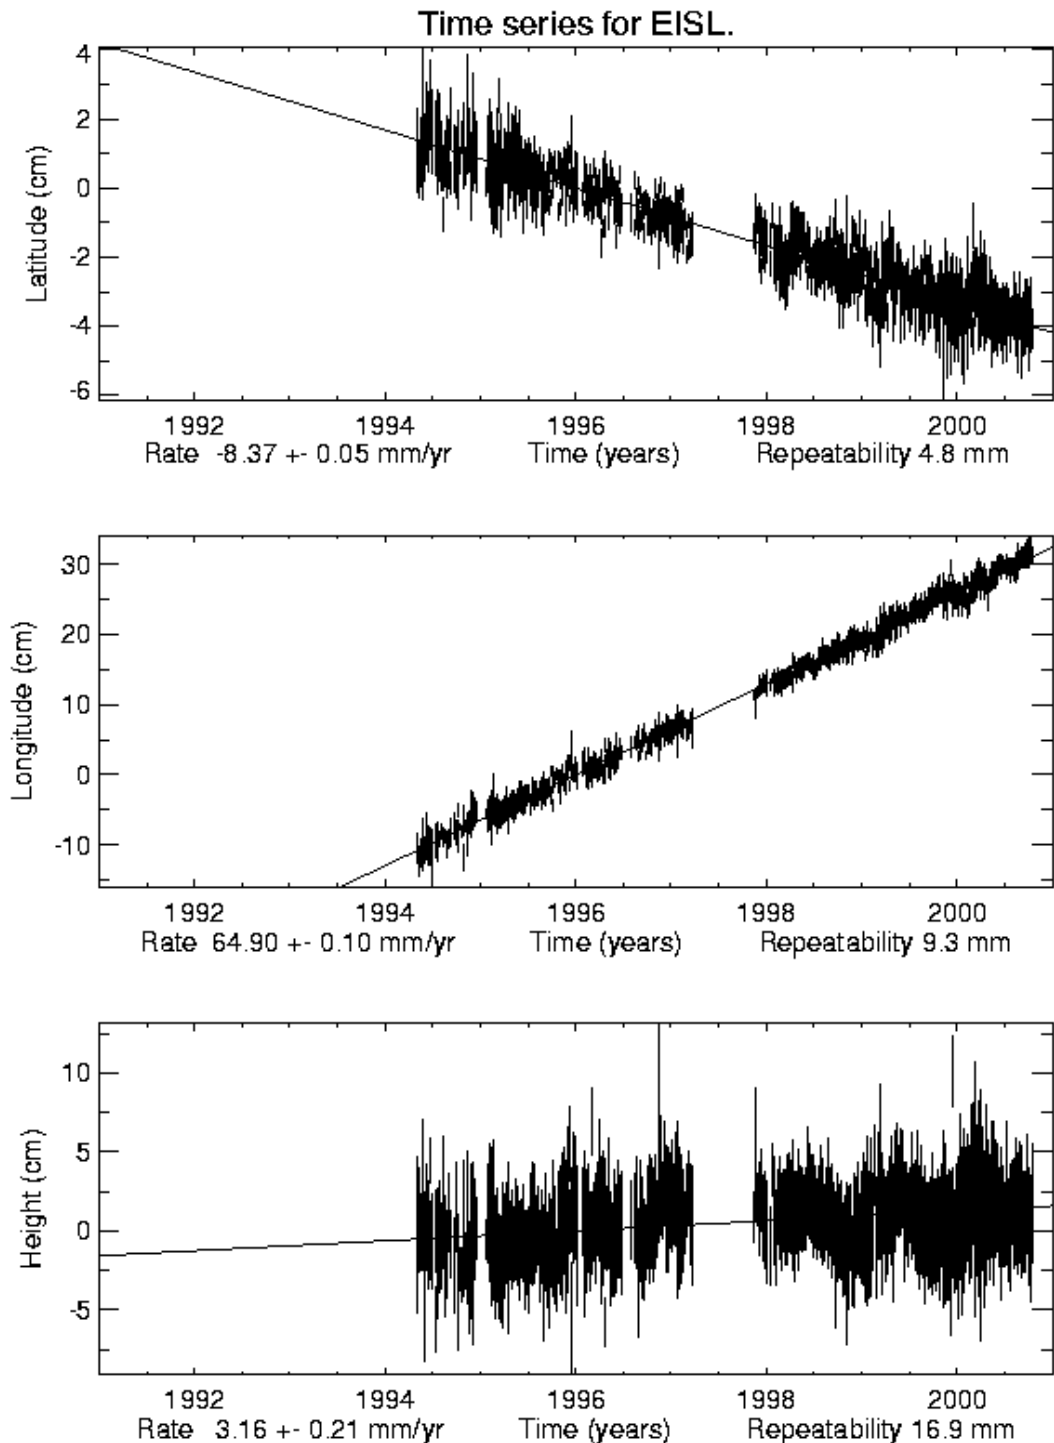 Time series for EISL.
4
2
0
-2
-4
-6
Latitude (cm)
1992 1994 1996 1998 2000
Rate -8.37 +- 0.05 mm/yr Time (years) Repeatability 4.8 mm
30
20
10
0
-10
Longitude (cm)
1992 1994 1996 1998 2000
Rate 64.90 +- 0.10 mm/yr Time (years) Repeatability 9.3 mm
10
5
0
-5
Height (cm)
1992 1994 1996 1998 2000
Rate 3.16 +- 0.21 mm/yr Time (years) Repeatability 16.9 mm